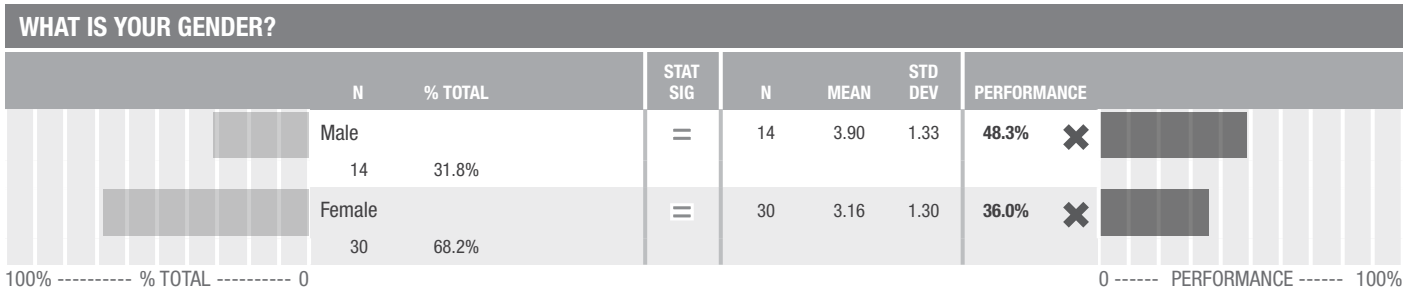 WHAT IS YOUR GENDER?
N % TOTAL STAT SIG N MEAN STD DEV PERFORMANCE
Male = 14 3.90 1.33 48.3% ✖
14 31.8%
Female = 30 3.16 1.30 36.0% ✖
30 68.2%
100% ---------- % TOTAL ---------- 0 0 ------ PERFORMANCE ------ 100%